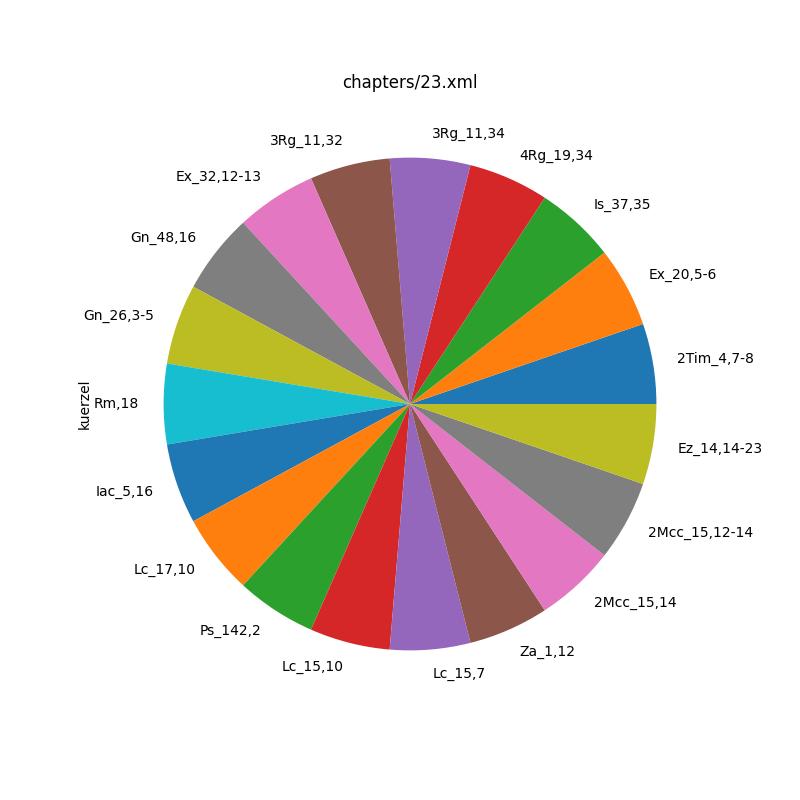 chapters/23.xml
3Rg_11,34
3Rg_11,32
4Rg_19,34
Ex_32,12-13
Is_37,35
Gn_48,16
Ex_20,5-6
Gn_26,3-5
2Tim_4,7-8
kuerzel
Rm,18
Ez_14,14-23
Iac_5,16
2Mcc_15,12-14
Lc_17,10
2Mcc_15,14
Ps_142,2
Za_1,12
Lc_15,10
Lc_15,7